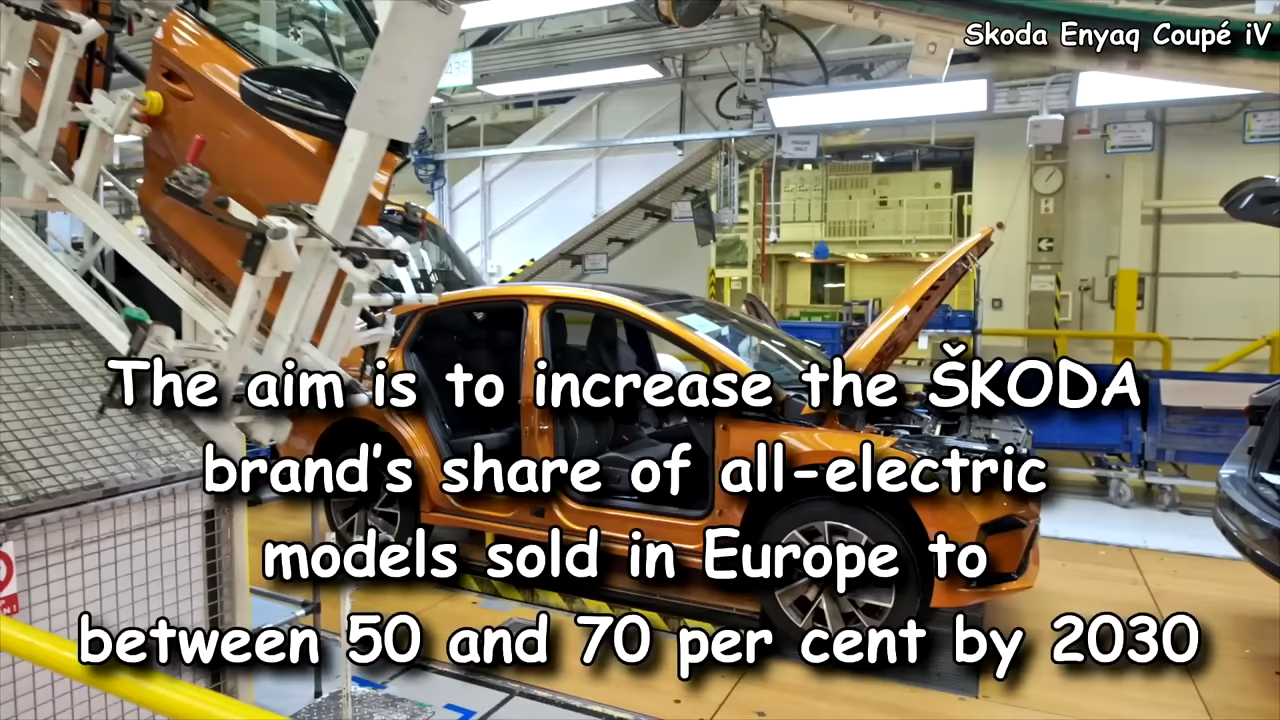 Skoda Enyaq Coupé iV
The aim is to increase the ŠKODA
brand's share of all-electric
models sold in Europe to
between 50 and 70 per cent by 2030